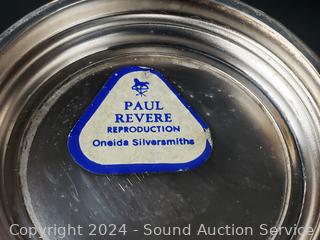 PAUL
REVERE
REPRODUCTION
Oneida Silversmiths
Copyright 2024 - Sound Auction Service